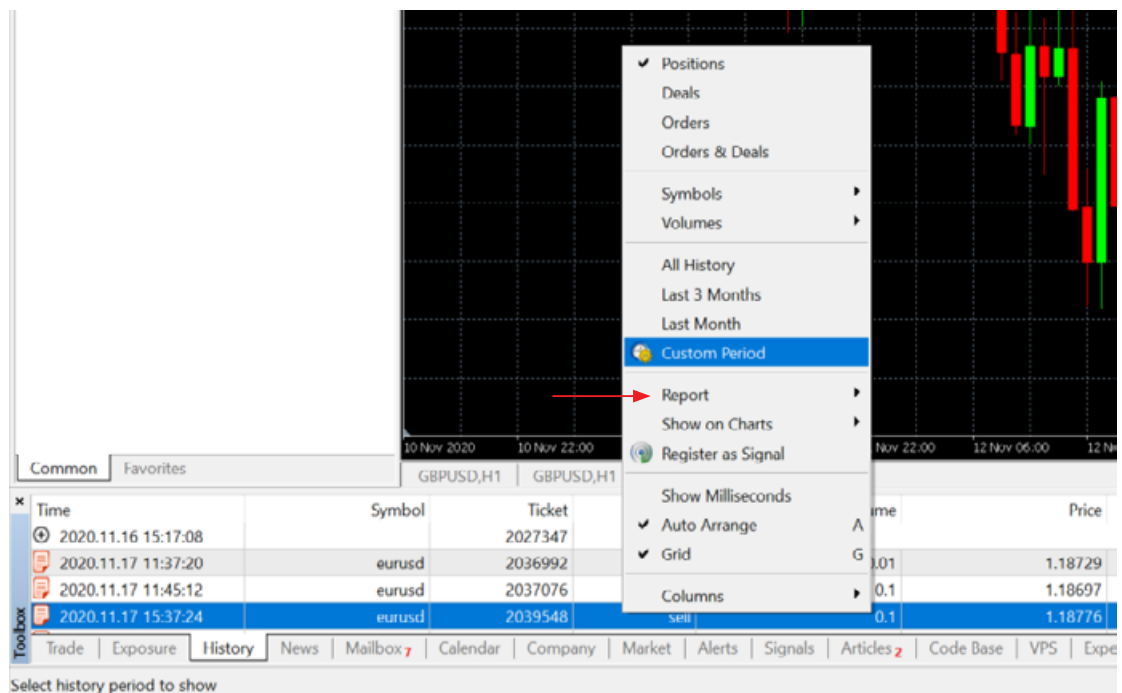 Positions
Deals
Orders
Orders & Deals
Symbols
Volumes
All History
Last 3 Months
Last Month
Custom Period
Report
Show on Charts
Register as Signal
Show Milliseconds
Auto Arrange A
Grid G
Columns
10 Nov 2020 10 Nov 22:00 Nov 22:00 12 Nov 06:00 12 N
Common Favorites
GBPUSD,H1 GBPUSD,H1
Time Symbol Ticket ume Price
2020.11.16 15:17:08 2027347
2020.11.17 11:37:20 eurusd 2036992 0.01 1.18729
2020.11.17 11:45:12 eurusd 2037076 0.1 1.18697
2020.11.17 15:37:24 eurusd 2039548 sell 0.1 1.18776
Toolbox
Trade Exposure History News Mailbox 7 Calendar Company Market Alerts Signals Articles 2 Code Base VPS Expe
Select history period to show